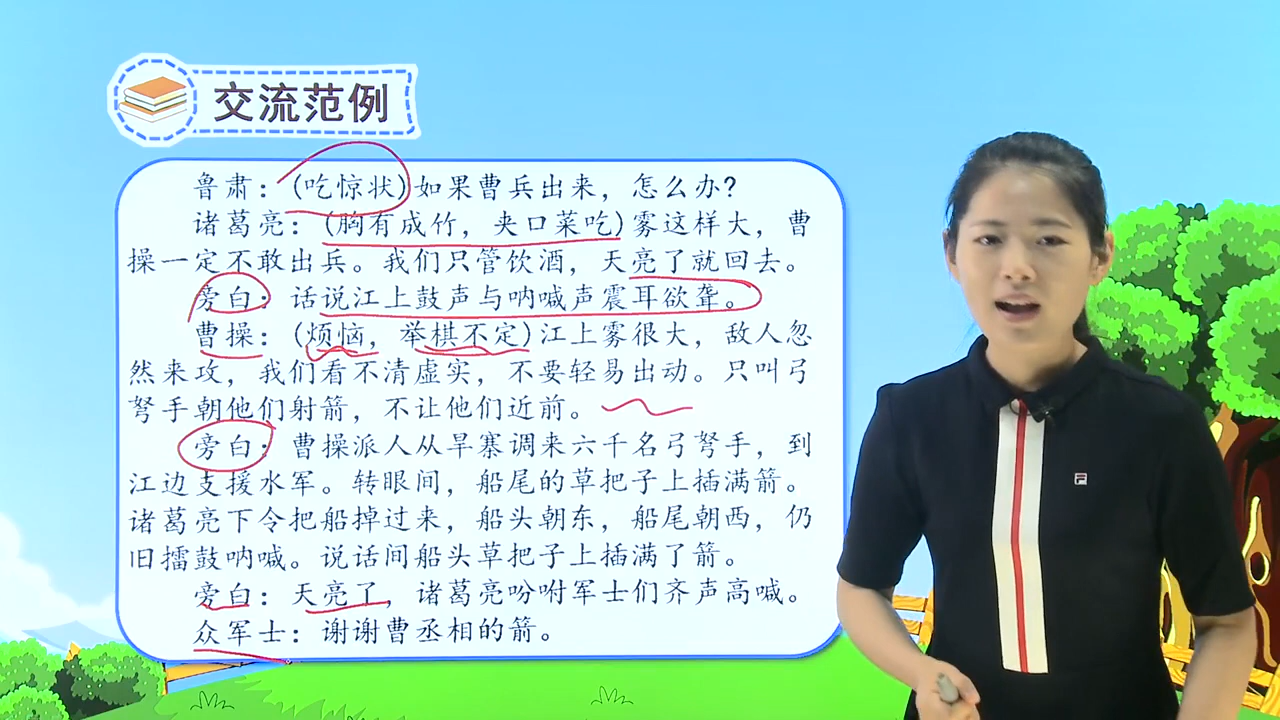 交流范例
鲁肃：(吃惊状)如果曹兵出来，怎么办?
诸葛亮：(胸有成竹，夹口菜吃)雾这样大，曹
操一定不敢出兵。我们只管饮酒，天亮了就回去。
旁白：话说江上鼓声与呐喊声震耳欲聋。
曹操：(烦恼，举棋不定)江上雾很大，敌人忽
然来攻，我们看不清虚实，不要轻易出动。只叫弓
弩手朝他们射箭，不让他们近前。
旁白：曹操派人从旱寨调来六千名弓弩手，到
江边支援水军。转眼间，船尾的草把子上插满箭。
诸葛亮下令把船掉过来，船头朝东，船尾朝西，仍
旧擂鼓呐喊。说话间船头草把子上插满了箭。
旁白：天亮了，诸葛亮吩咐军士们齐声高喊。
众军士：谢谢曹丞相的箭。